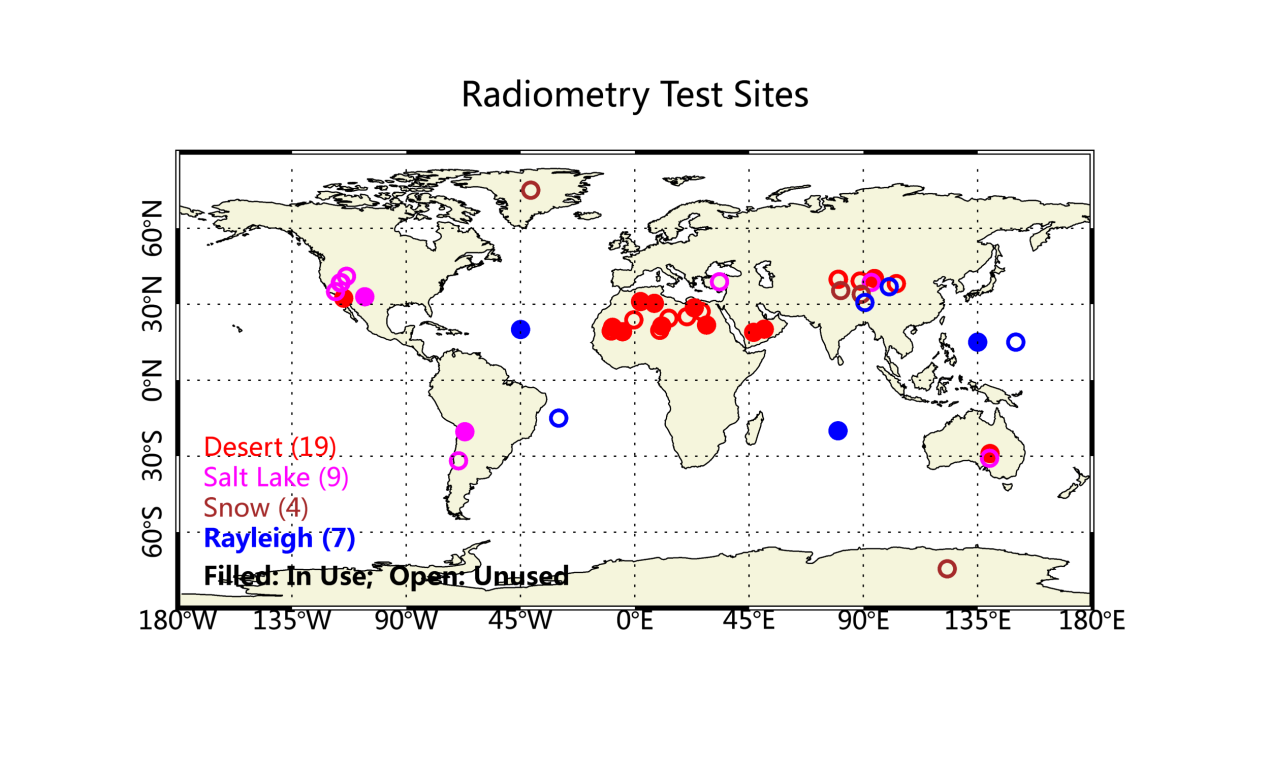 Radiometry Test Sites
60°N
30°N
0°N
30°S
60°S
Desert (19)
Salt Lake (9)
Snow (4)
Rayleigh (7)
Filled: In Use;  Open: Unused
180°W 135°W 90°W 45°W 0°E 45°E 90°E 135°E 180°E